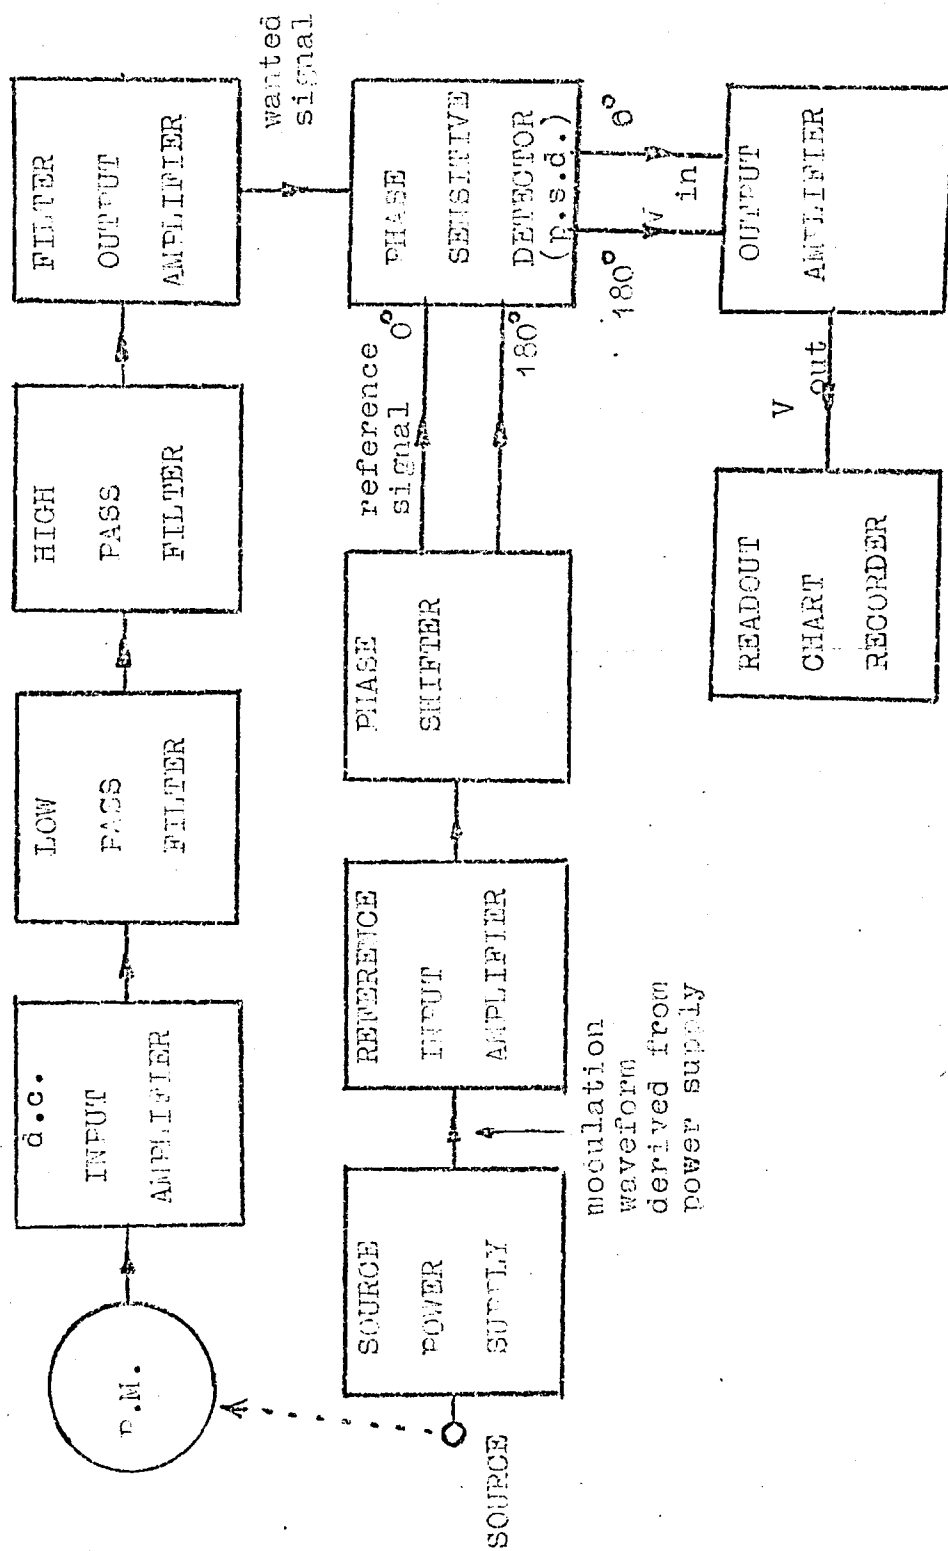 P.M.
d.c.
INPUT
AMPLIFIER
LOW
PASS
FILTER
HIGH
PASS
FILTER
FILTER
OUTPUT
AMPLIFIER
wanted
signal
SOURCE
SOURCE
POWER
SUPPLY
modulation
waveform
derived from
power supply
REFERENCE
INPUT
AMPLIFIER
PHASE
SHIFTER
reference
signal
0°
180°
PHASE
SENSITIVE
DETECTOR
(p.s.d.)
180°
V in
0°
OUTPUT
AMPLIFIER
V out
READOUT
CHART
RECORDER